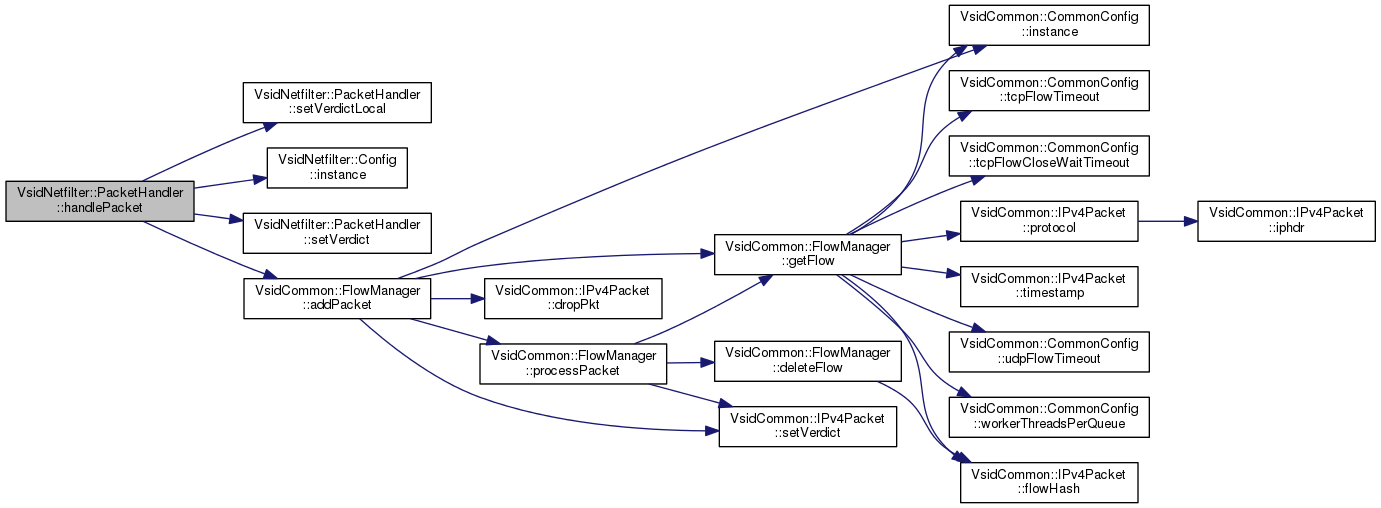 VsidNetfilter::PacketHandler
::handlePacket
VsidNetfilter::PacketHandler
::setVerdictLocal
VsidNetfilter::Config
::instance
VsidNetfilter::PacketHandler
::setVerdict
VsidCommon::FlowManager
::addPacket
VsidCommon::IPv4Packet
::dropPkt
VsidCommon::FlowManager
::processPacket
VsidCommon::FlowManager
::getFlow
VsidCommon::FlowManager
::deleteFlow
VsidCommon::IPv4Packet
::setVerdict
VsidCommon::CommonConfig
::instance
VsidCommon::CommonConfig
::tcpFlowTimeout
VsidCommon::CommonConfig
::tcpFlowCloseWaitTimeout
VsidCommon::IPv4Packet
::protocol
VsidCommon::IPv4Packet
::timestamp
VsidCommon::CommonConfig
::udpFlowTimeout
VsidCommon::CommonConfig
::workerThreadsPerQueue
VsidCommon::IPv4Packet
::flowHash
VsidCommon::IPv4Packet
::iphdr